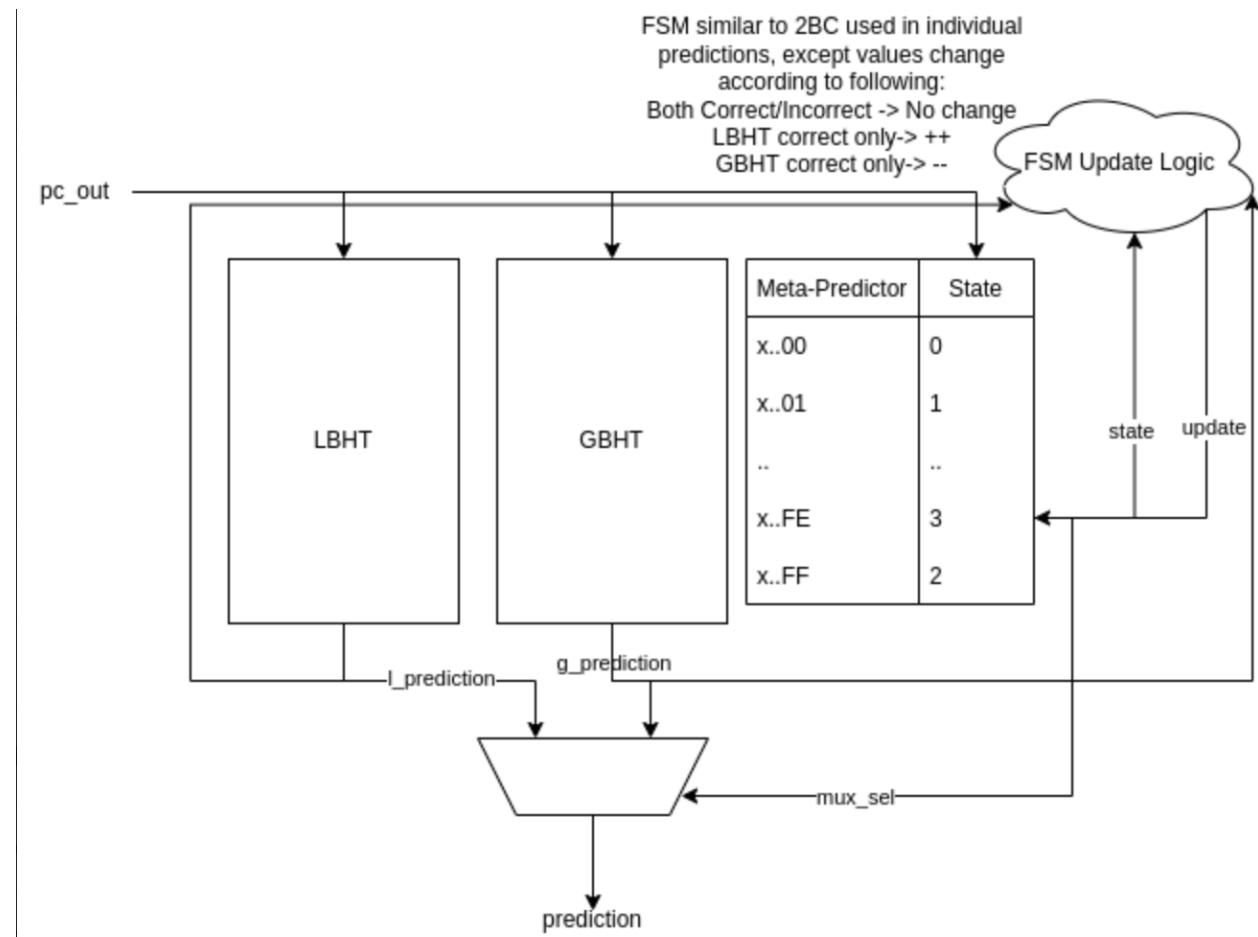 FSM similar to 2BC used in individual
predictions, except values change
according to following:
Both Correct/Incorrect -> No change
LBHT correct only-> ++
GBHT correct only-> --
FSM Update Logic
pc_out
LBHT
GBHT
Meta-Predictor State
x..00 0
x..01 1
.. ..
x..FE 3
x..FF 2
state
update
l_prediction
g_prediction
mux_sel
prediction